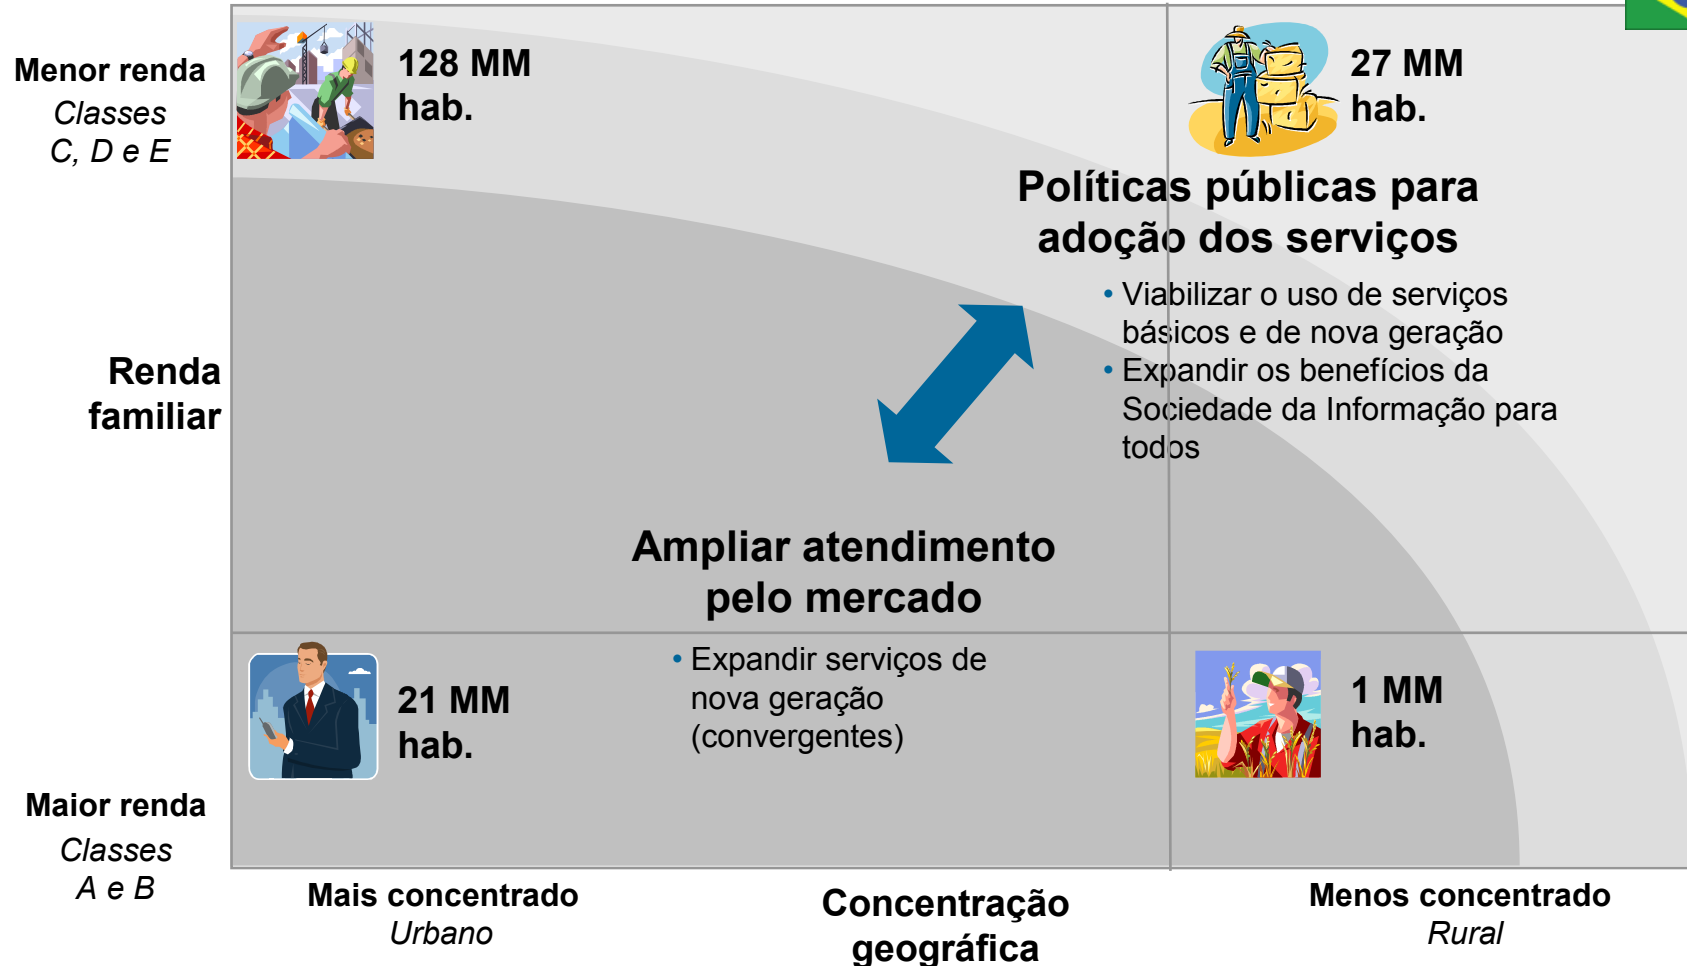 Menor renda
Classes
C, D e E
128 MM
hab.
27 MM
hab.
Políticas públicas para
adoção dos serviços
• Viabilizar o uso de serviços
básicos e de nova geração
• Expandir os benefícios da
Sociedade da Informação para
todos
Renda
familiar
Ampliar atendimento
pelo mercado
• Expandir serviços de
nova geração
(convergentes)
21 MM
hab.
1 MM
hab.
Maior renda
Classes
A e B
Mais concentrado
Urbano
Concentração
geográfica
Menos concentrado
Rural